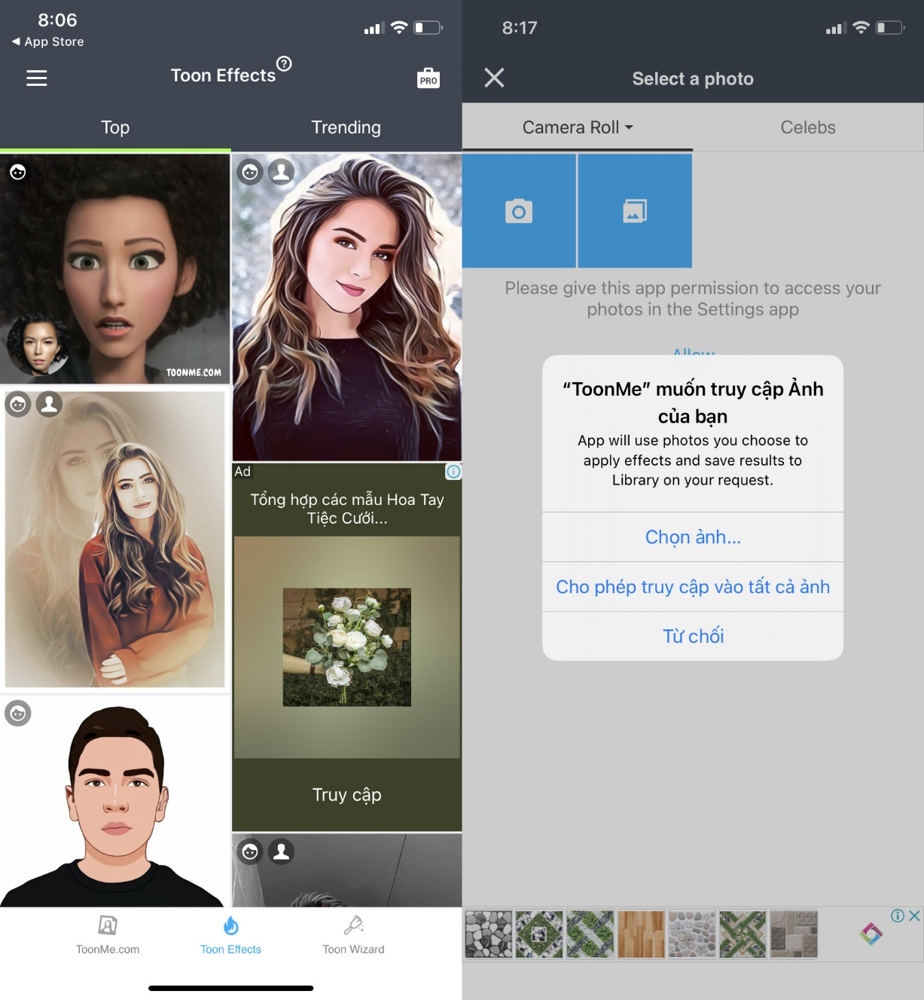 8:06
◀ App Store
Toon Effects
?
PRO
Top
Trending
TOONME.COM
Ad
Tổng hợp các mẫu Hoa Tay
Tiệc Cưới...
Truy cập
ToonMe.com
Toon Effects
Toon Wizard
8:17
Select a photo
Camera Roll
Celebs
Please give this app permission to access your
photos in the Settings app
Allow
“ToonMe” muốn truy cập Ảnh
của bạn
App will use photos you choose to
apply effects and save results to
Library on your request.
Chọn ảnh...
Cho phép truy cập vào tất cả ảnh
Từ chối